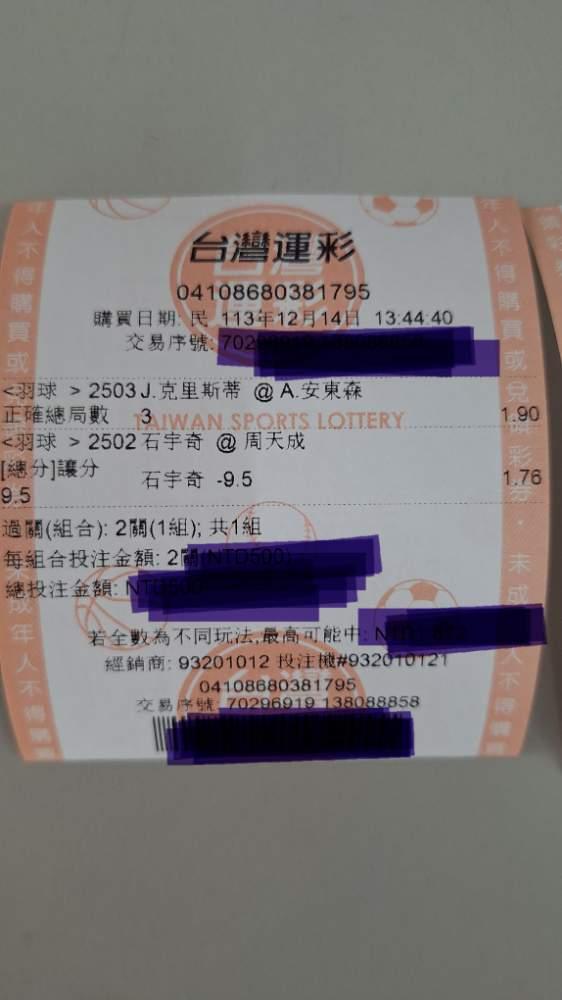 台灣運彩
04108680381795
購買日期: 民 113年12月14日 13:44:40
交易序號:
<羽球 > 2503 J.克里斯蒂 @ A.安東森
正確總局數 3 1.90
TAIWAN SPORTS LOTTERY
<羽球 > 2502 石宇奇 @ 周天成
[總分]讓分 石宇奇 -9.5 1.76
9.5
過關(組合): 2關(1組); 共1組
每組合投注金額: 2關(NTD500)
總投注金額: NTD500
若全數為不同玩法,最高可能中:
經銷商: 93201012 投注機#932010121
04108680381795
交易序號: 70296919 138088858